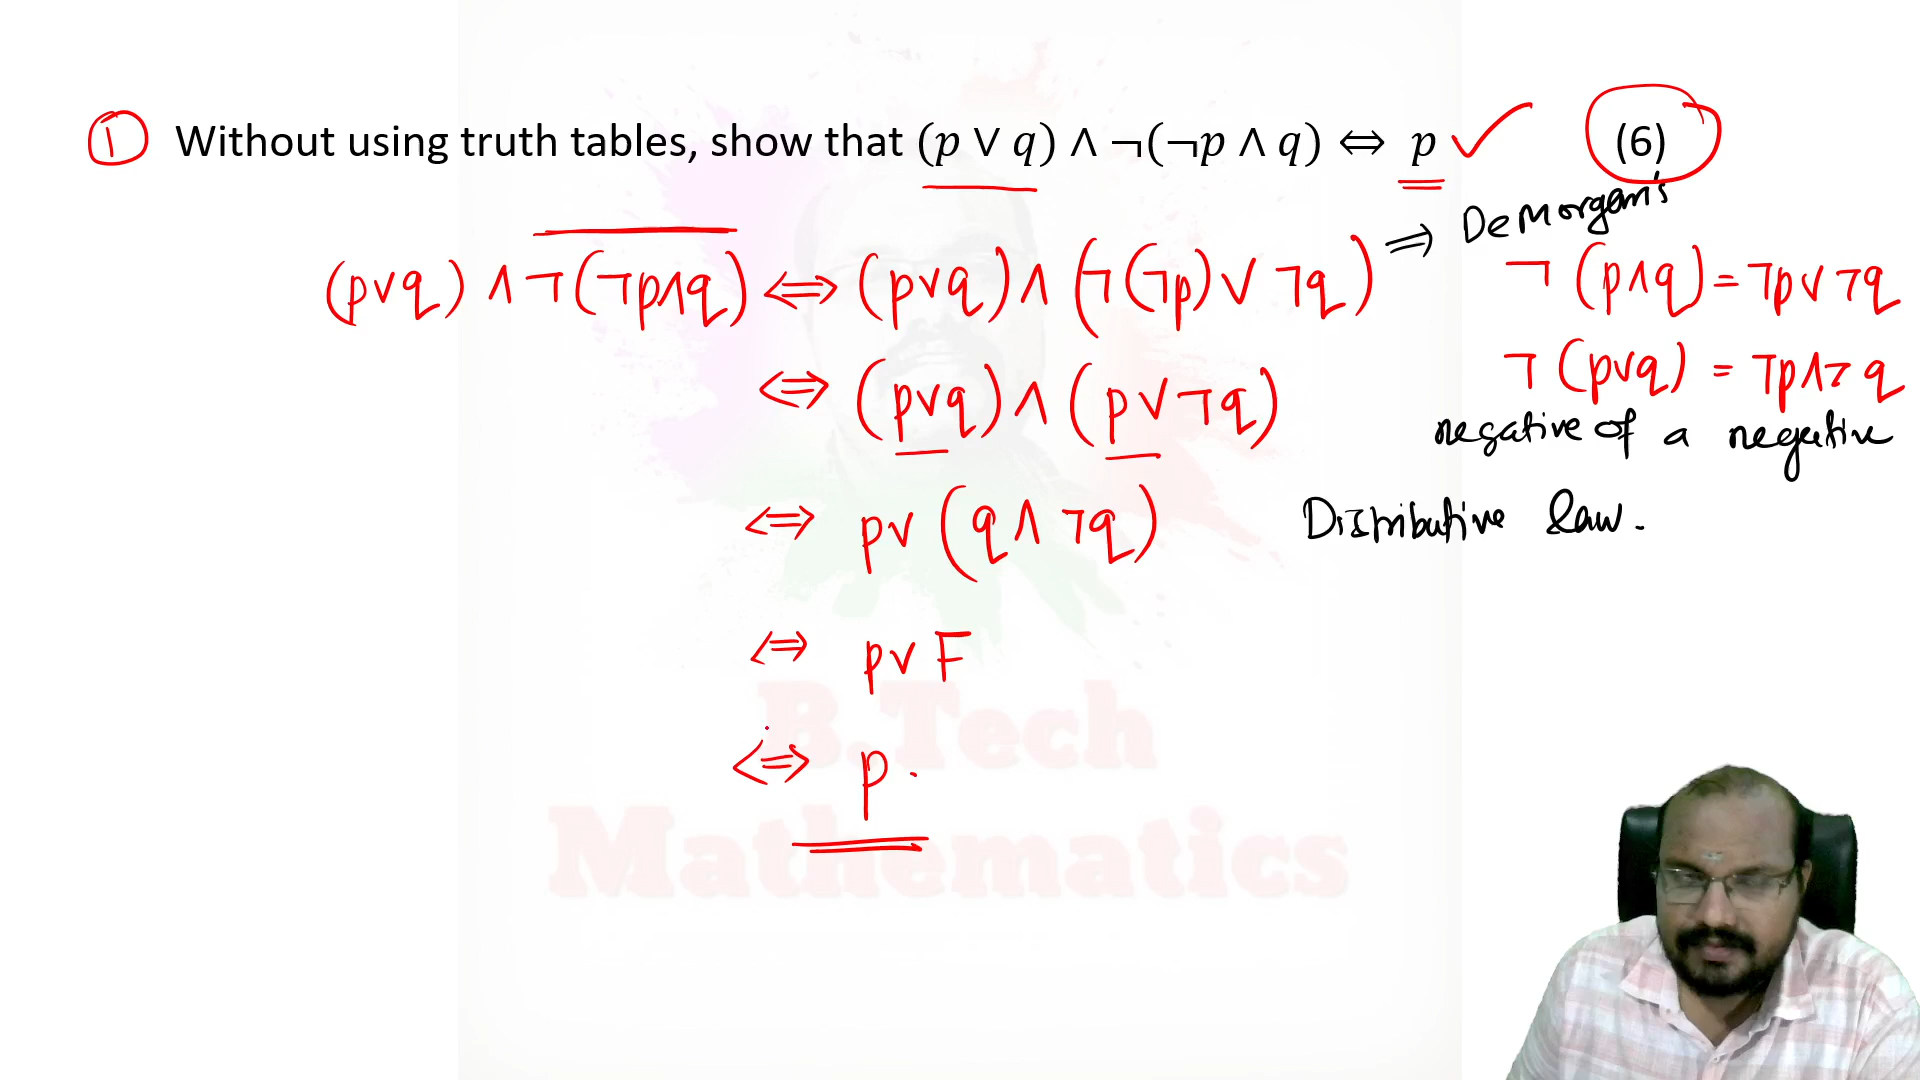 1 Without using truth tables, show that (p ∨ q) ∧ ¬(¬p ∧ q) ⇔ p ✓ (6)
(p∨q) ∧ ¬(¬p∧q) ⇔ (p∨q) ∧ (¬(¬p) ∨ ¬q) ⇒ DeMorgan's
¬(p∧q) = ¬p∨¬q
⇔ (p∨q) ∧ (p∨¬q)
¬(p∨q) = ¬p∧¬q
negative of a negative
⇔ p∨(q∧¬q) Distributive law.
⇔ p∨F
⇔ p.
B.Tech
Mathematics